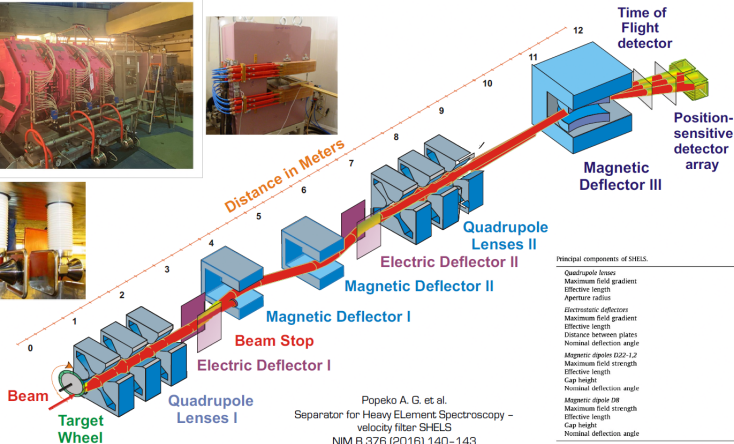 Time of
Flight
detector
Position-
sensitive
detector
array
Magnetic
Deflector III
Distance in Meters
0
1
2
3
4
5
6
7
8
9
10
11
12
Quadrupole
Lenses II
Electric Deflector II
Magnetic Deflector II
Magnetic Deflector I
Beam Stop
Electric Deflector I
Quadrupole
Lenses I
Beam
Target
Wheel
Popeko A. G. et al.
Separator for Heavy ELement Spectroscopy –
velocity filter SHELS
NIM B 376 (2016) 140–143
Principal components of SHELS.
Quadrupole lenses
Maximum field gradient
Effective length
Aperture radius
Electrostatic deflectors
Maximum field gradient
Effective length
Distance between plates
Nominal deflection angle
Magnetic dipoles D22-1,2
Maximum field strength
Effective length
Gap height
Nominal deflection angle
Magnetic dipole D8
Maximum field strength
Effective length
Gap height
Nominal deflection angle